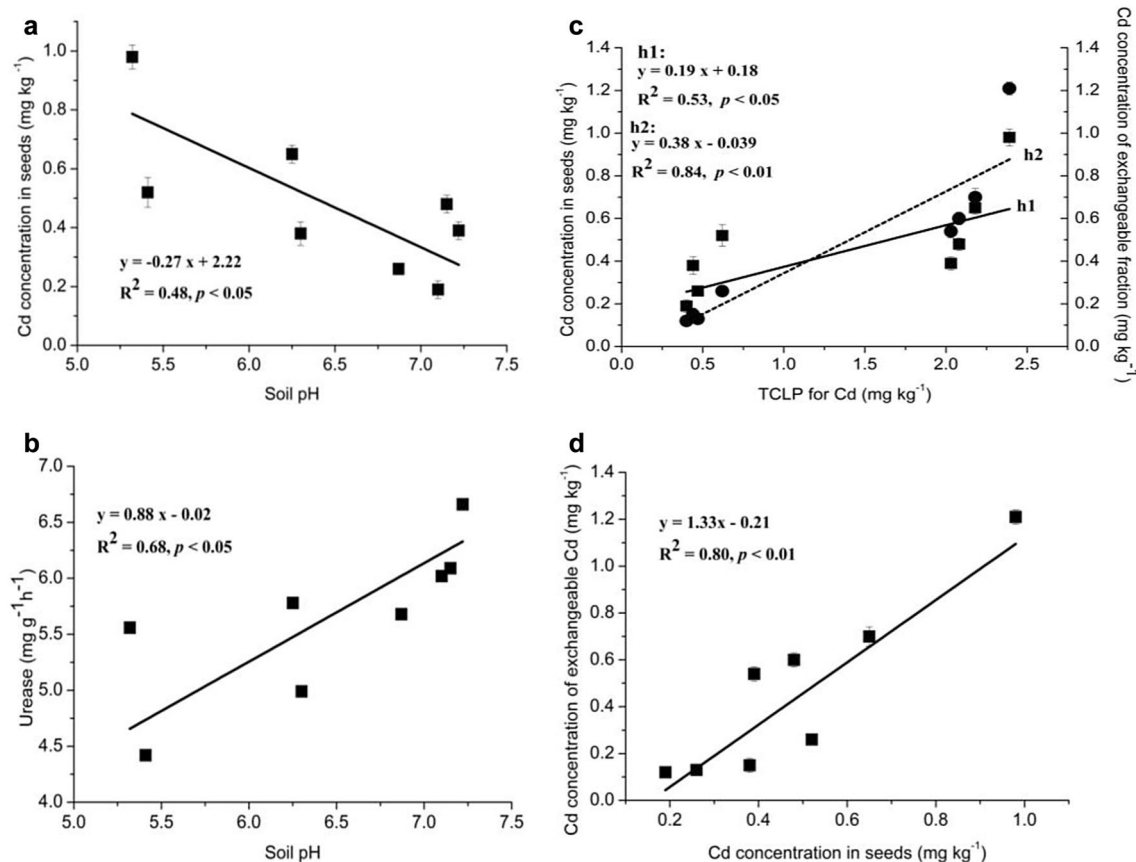 a
Cd concentration in seeds (mg kg⁻¹)
1.0
0.8
0.6
0.4
0.2
0.0
y = -0.27 x + 2.22
R² = 0.48, p < 0.05
5.0 5.5 6.0 6.5 7.0 7.5
Soil pH
c
Cd concentration in seeds (mg kg⁻¹)
1.4
1.2
1.0
0.8
0.6
0.4
0.2
0.0
h1:
y = 0.19 x + 0.18
R² = 0.53, p < 0.05
h2:
y = 0.38 x - 0.039
R² = 0.84, p < 0.01
h2
h1
1.4
1.2
1.0
0.8
0.6
0.4
0.2
0.0
Cd concentration of exchangeable fraction (mg kg⁻¹)
0.0 0.5 1.0 1.5 2.0 2.5
TCLP for Cd (mg kg⁻¹)
b
Urease (mg g⁻¹h⁻¹)
7.0
6.5
6.0
5.5
5.0
4.5
4.0
y = 0.88 x - 0.02
R² = 0.68, p < 0.05
5.0 5.5 6.0 6.5 7.0 7.5
Soil pH
d
Cd concentration of exchangeable Cd (mg kg⁻¹)
1.4
1.2
1.0
0.8
0.6
0.4
0.2
0.0
y = 1.33x - 0.21
R² = 0.80, p < 0.01
0.2 0.4 0.6 0.8 1.0
Cd concentration in seeds (mg kg⁻¹)